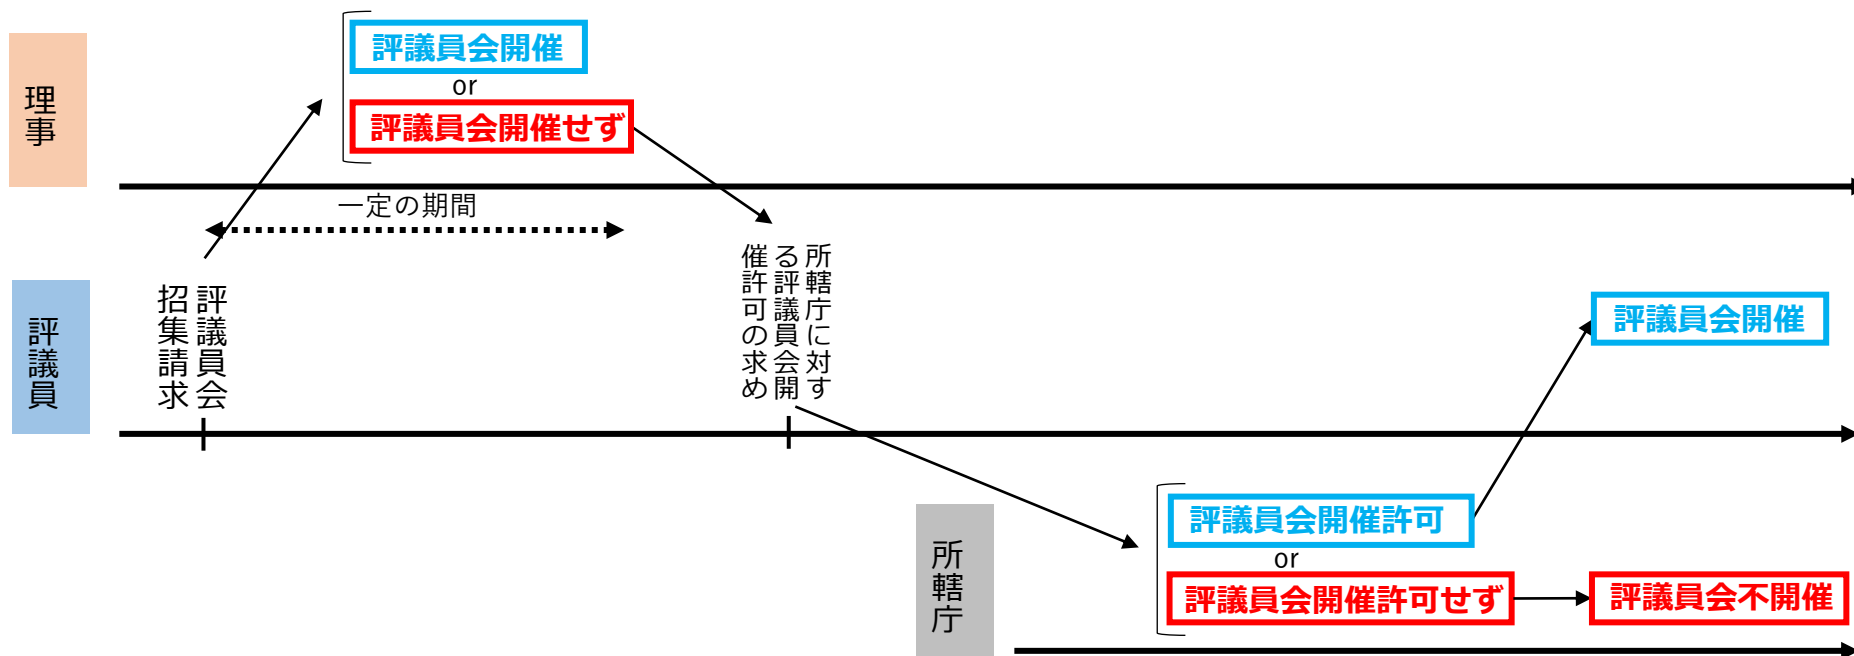 理事
評議員会開催
or
評議員会開催せず
一定の期間
評議員
評議員会
招集請求
所轄庁に対す
る評議員会開
催許可の求め
評議員会開催
所轄庁
評議員会開催許可
or
評議員会開催許可せず
評議員会不開催